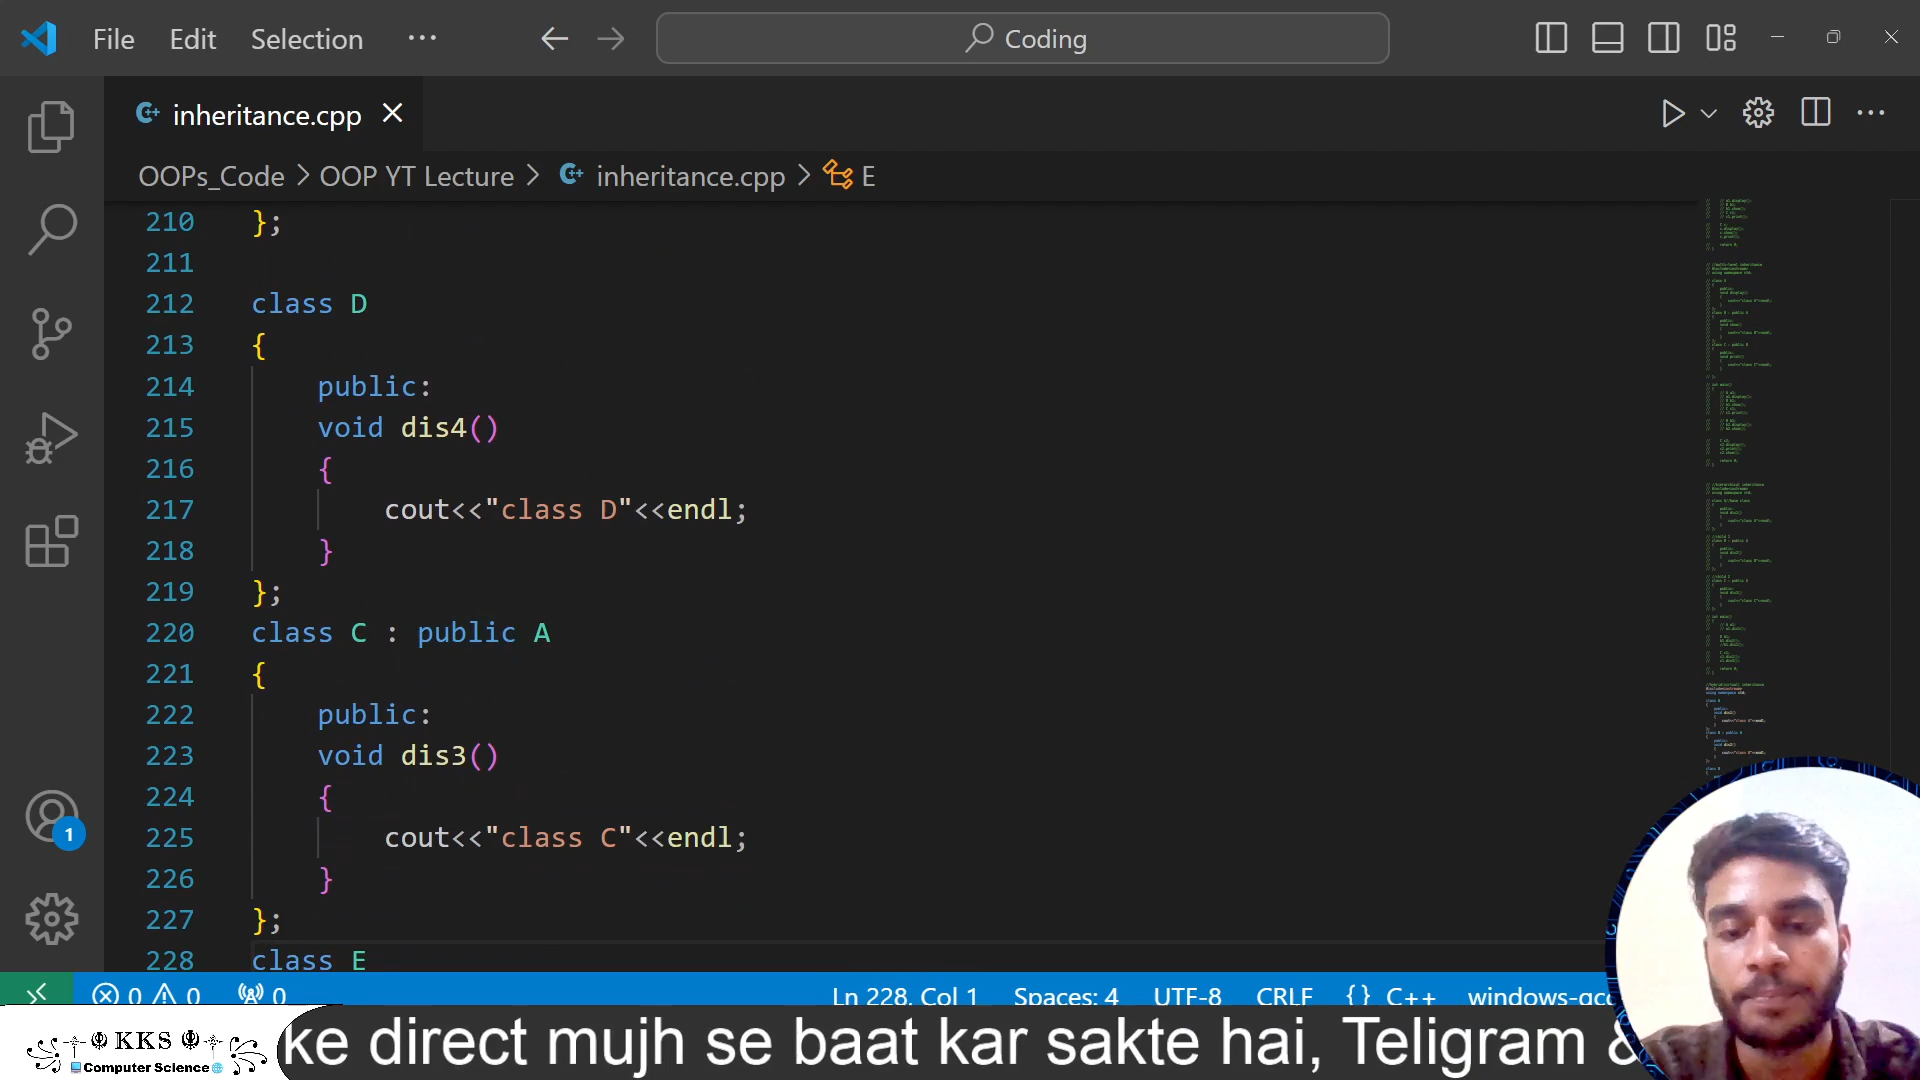 File Edit Selection ··· Coding
inheritance.cpp
OOPs_Code > OOP YT Lecture > inheritance.cpp > E
210 };
211
212 class D
213 {
214 public:
215 void dis4()
216 {
217 cout<<"class D"<<endl;
218 }
219 };
220 class C : public A
221 {
222 public:
223 void dis3()
224 {
225 cout<<"class C"<<endl;
226 }
227 };
228 class E
1
0 0 0 Ln 228, Col 1 Spaces: 4 UTF-8 CRLF {} C++ windows-gcc
KKS
Computer Science
ke direct mujh se baat kar sakte hai, Teligram &